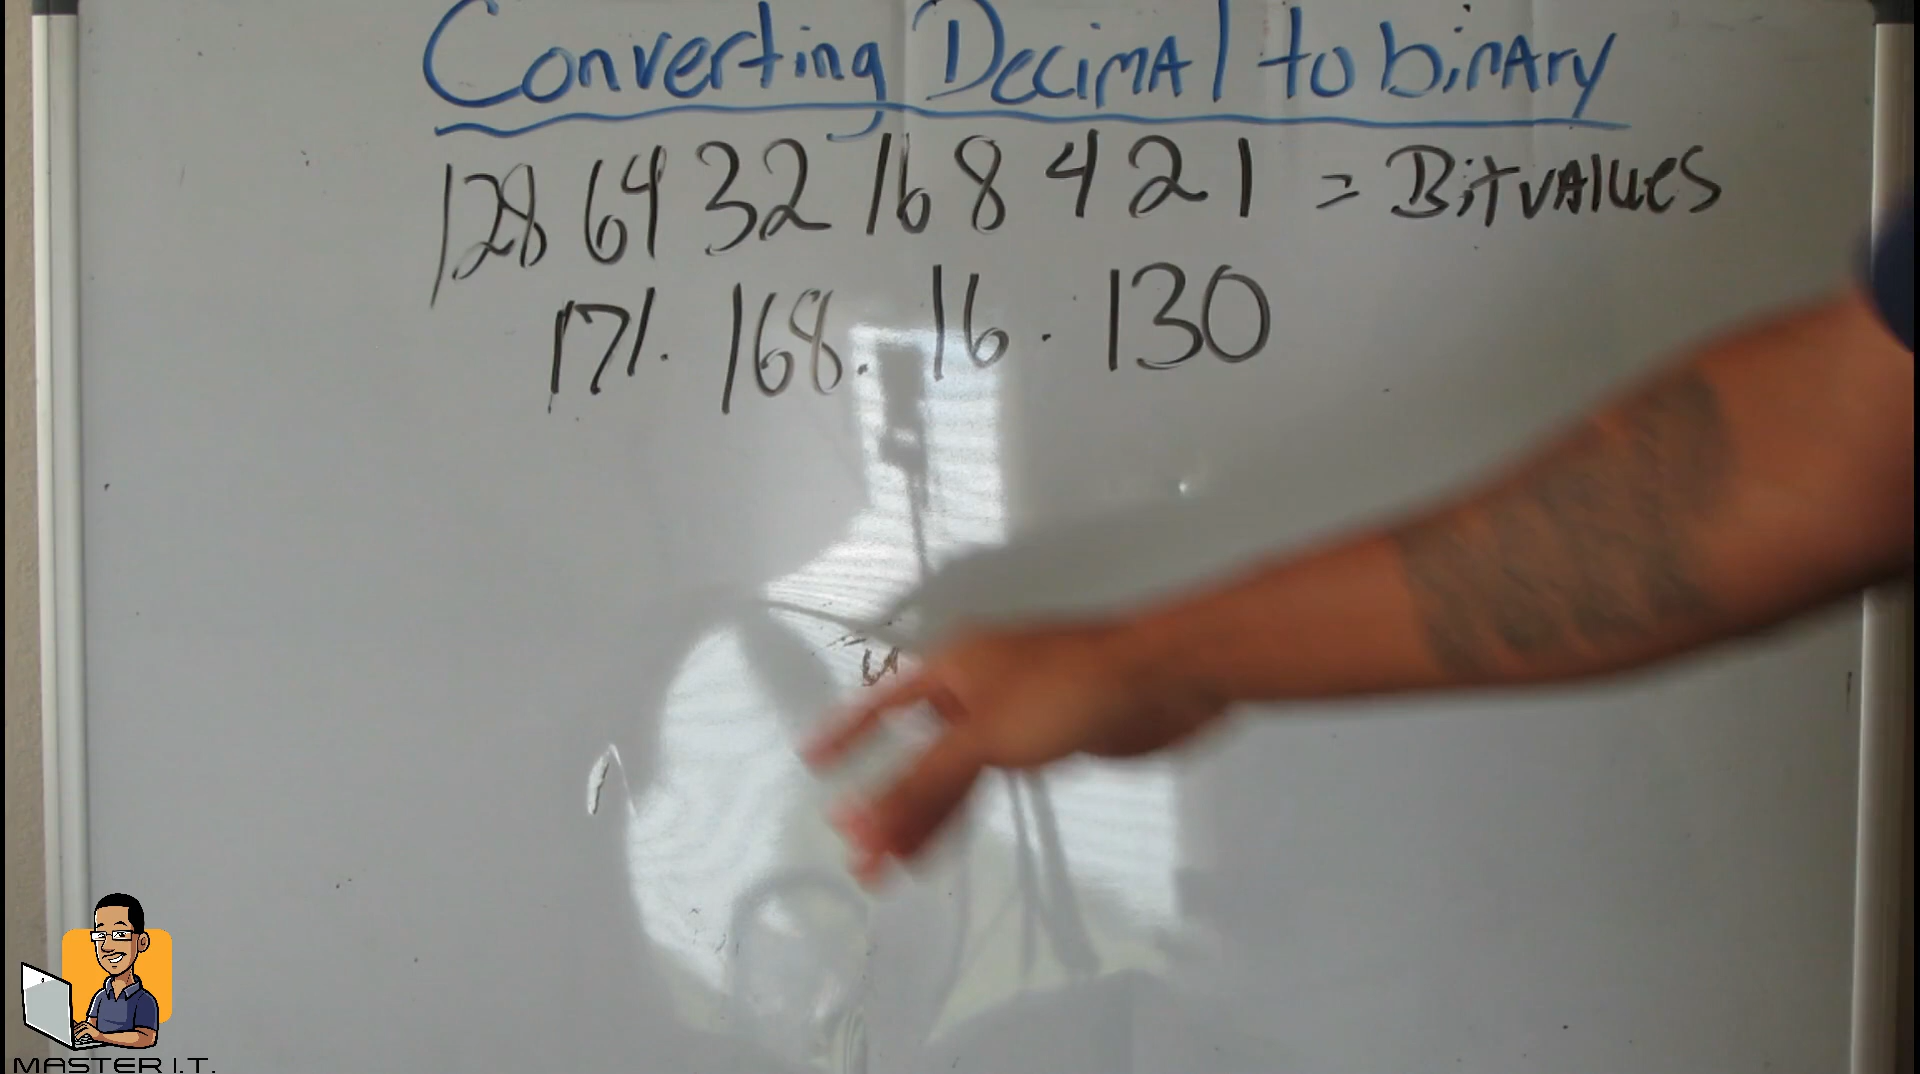 Converting Decimal to binary
128 64 32 16 8 4 2 1 = Bit values
171. 168. 16. 130
MASTER I.T.